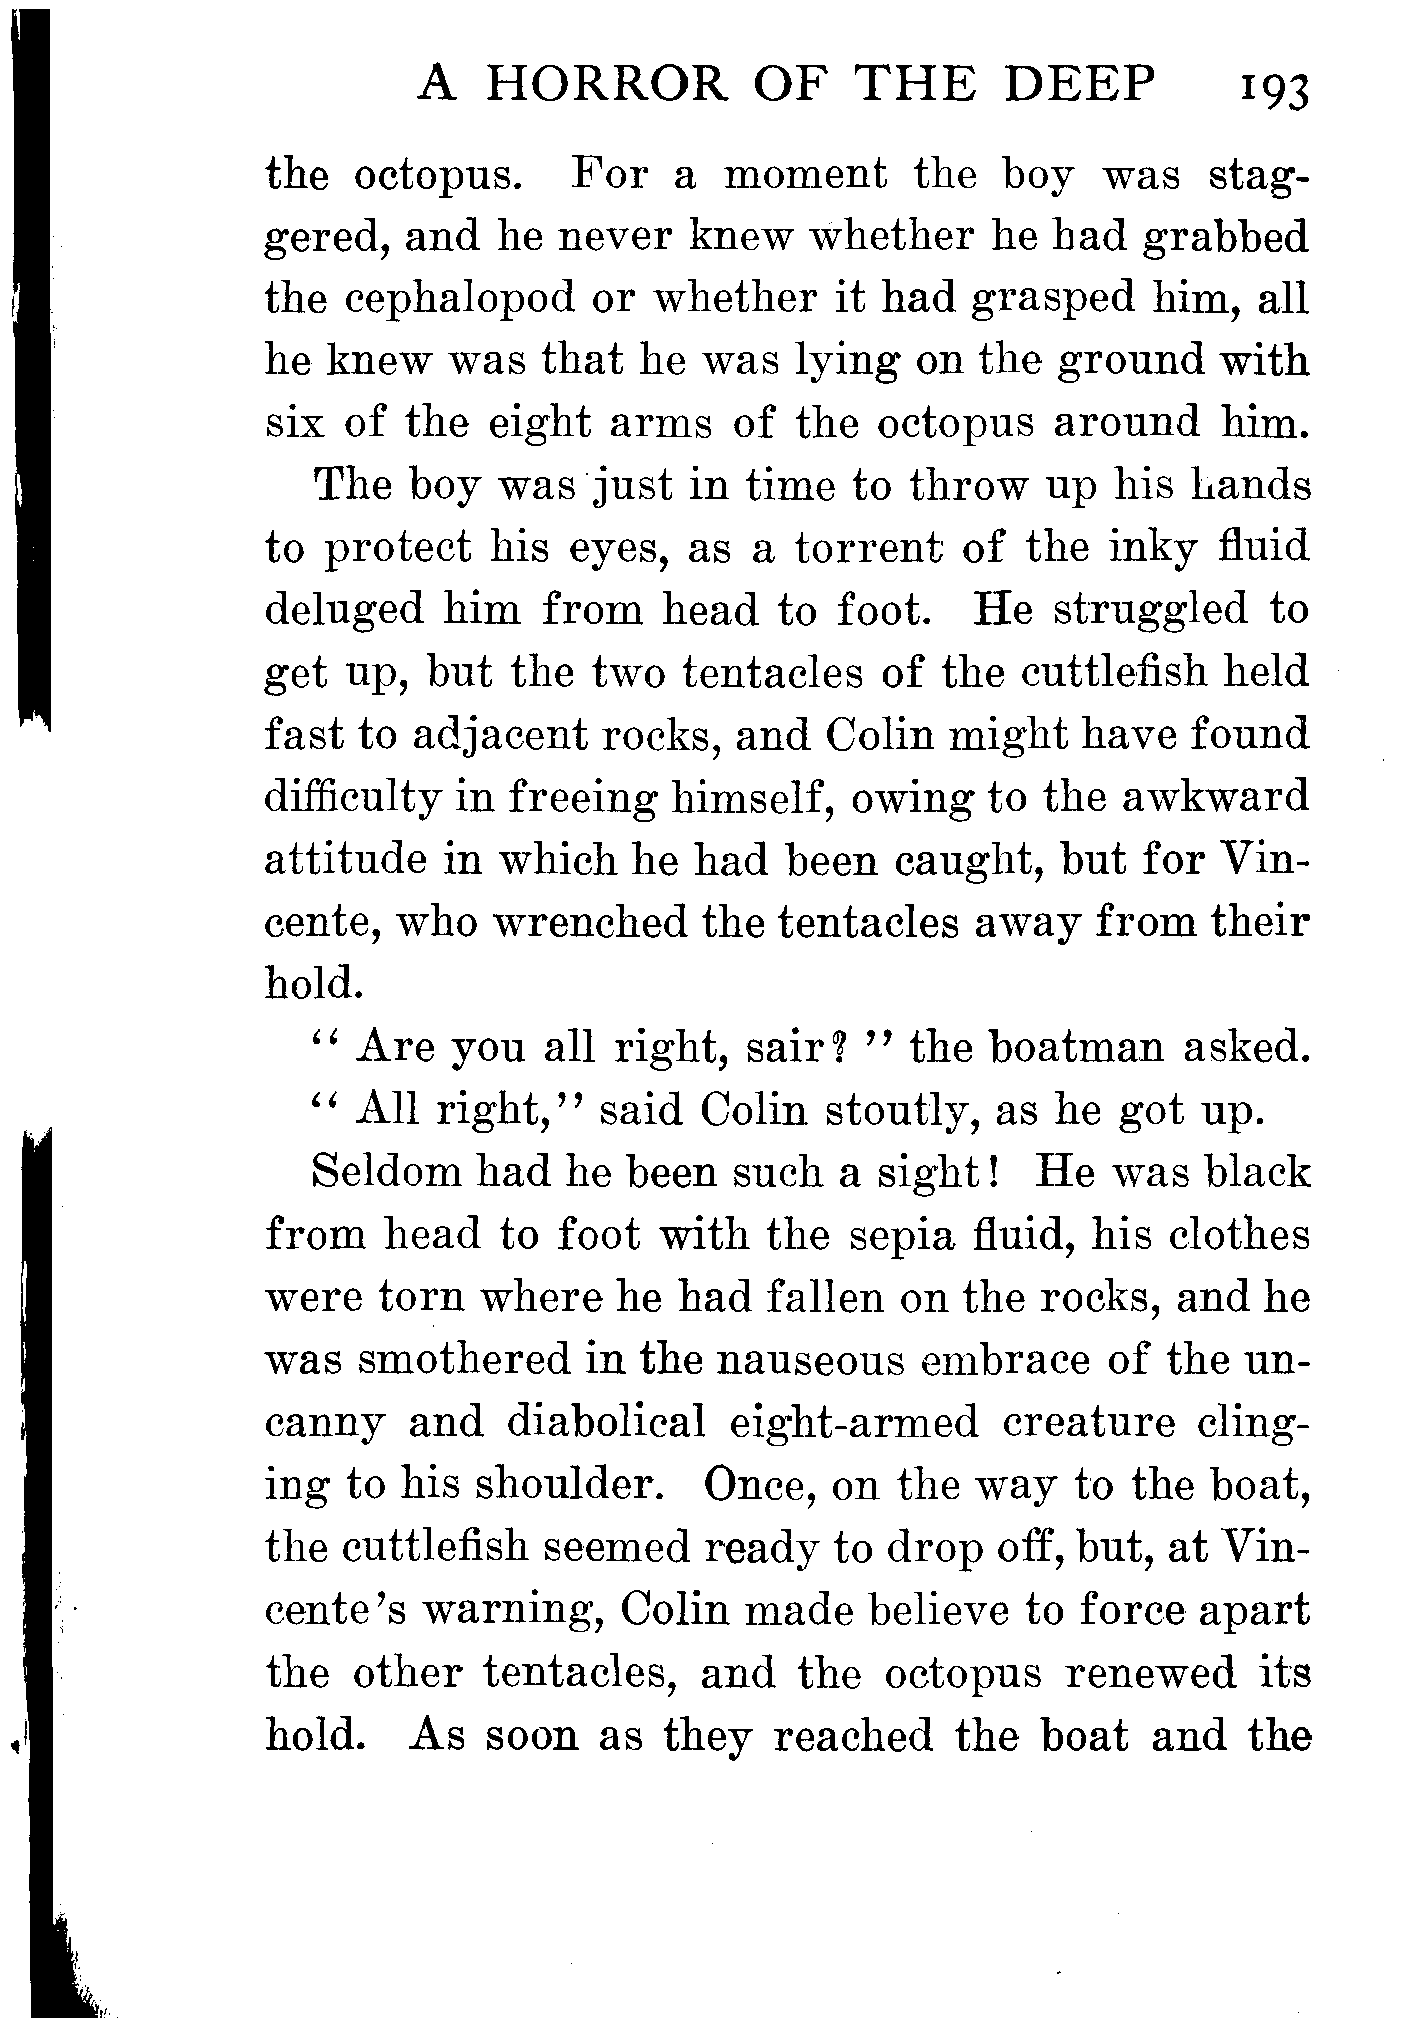 A HORROR OF THE DEEP 193
the octopus. For a moment the boy was stag-
gered, and he never knew whether he had grabbed
the cephalopod or whether it had grasped him, all
he knew was that he was lying on the ground with
six of the eight arms of the octopus around him.
The boy was just in time to throw up his hands
to protect his eyes, as a torrent of the inky fluid
deluged him from head to foot. He struggled to
get up, but the two tentacles of the cuttlefish held
fast to adjacent rocks, and Colin might have found
difficulty in freeing himself, owing to the awkward
attitude in which he had been caught, but for Vin-
cente, who wrenched the tentacles away from their
hold.
" Are you all right, sair? " the boatman asked.
" All right," said Colin stoutly, as he got up.
Seldom had he been such a sight! He was black
from head to foot with the sepia fluid, his clothes
were torn where he had fallen on the rocks, and he
was smothered in the nauseous embrace of the un-
canny and diabolical eight-armed creature cling-
ing to his shoulder. Once, on the way to the boat,
the cuttlefish seemed ready to drop off, but, at Vin-
cente's warning, Colin made believe to force apart
the other tentacles, and the octopus renewed its
hold. As soon as they reached the boat and the